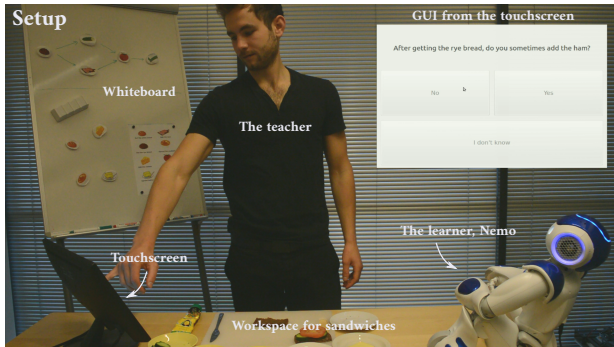 Setup
GUI from the touchscreen
After getting the rye bread, do you sometimes add the ham?
No
Yes
I don't know
Whiteboard
The teacher
The learner, Nemo
Touchscreen
Workspace for sandwiches